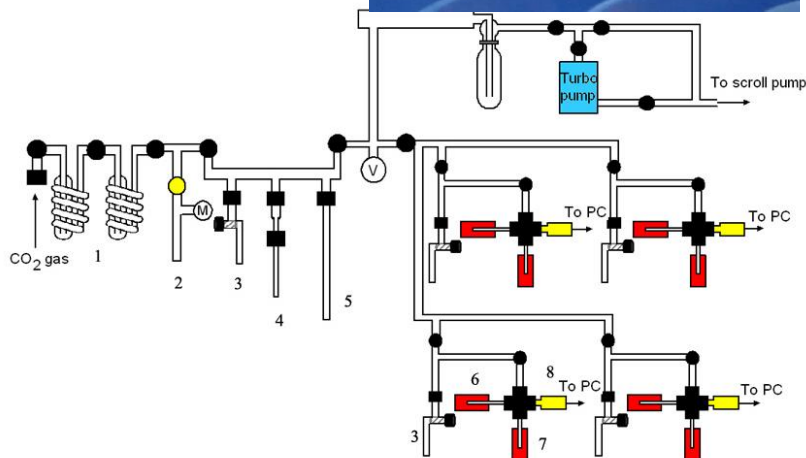 Turbo
pump
To scroll pump
V
M
CO2 gas
1
2
3
4
5
To PC
To PC
6
8
To PC
To PC
3
7